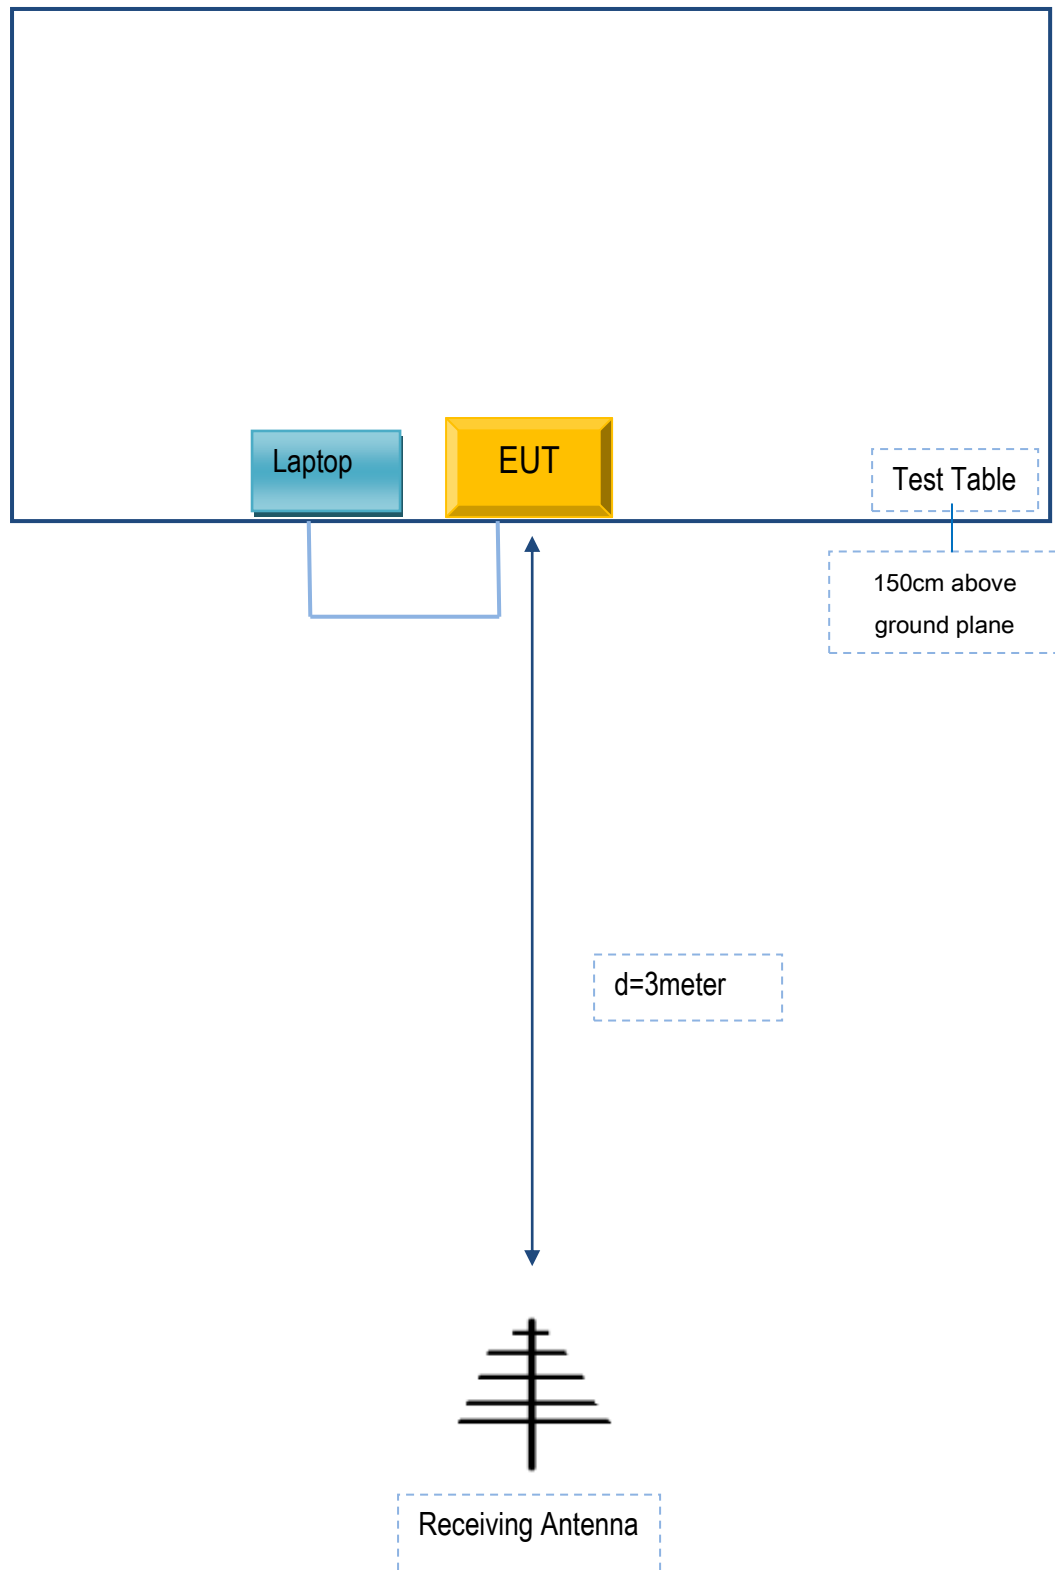 Laptop
EUT
Test Table
150cm above
ground plane
d=3meter
Receiving Antenna